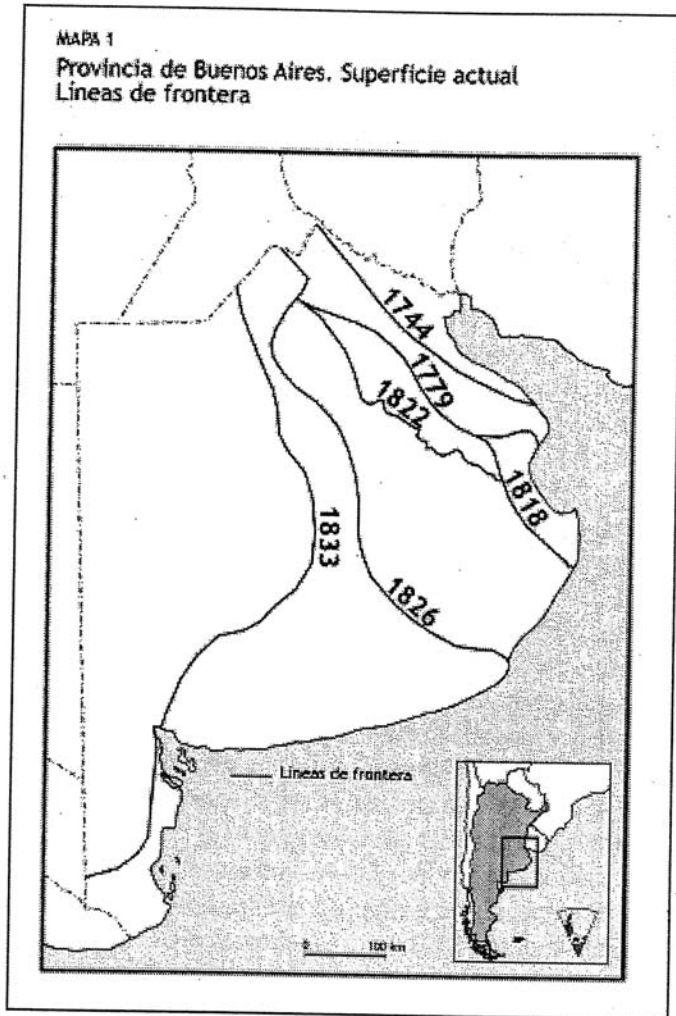 MAPA 1
Provincia de Buenos Aires. Superficie actual
Líneas de frontera
1744
1779
1822
1818
1833
1826
Líneas de frontera
0 100 km